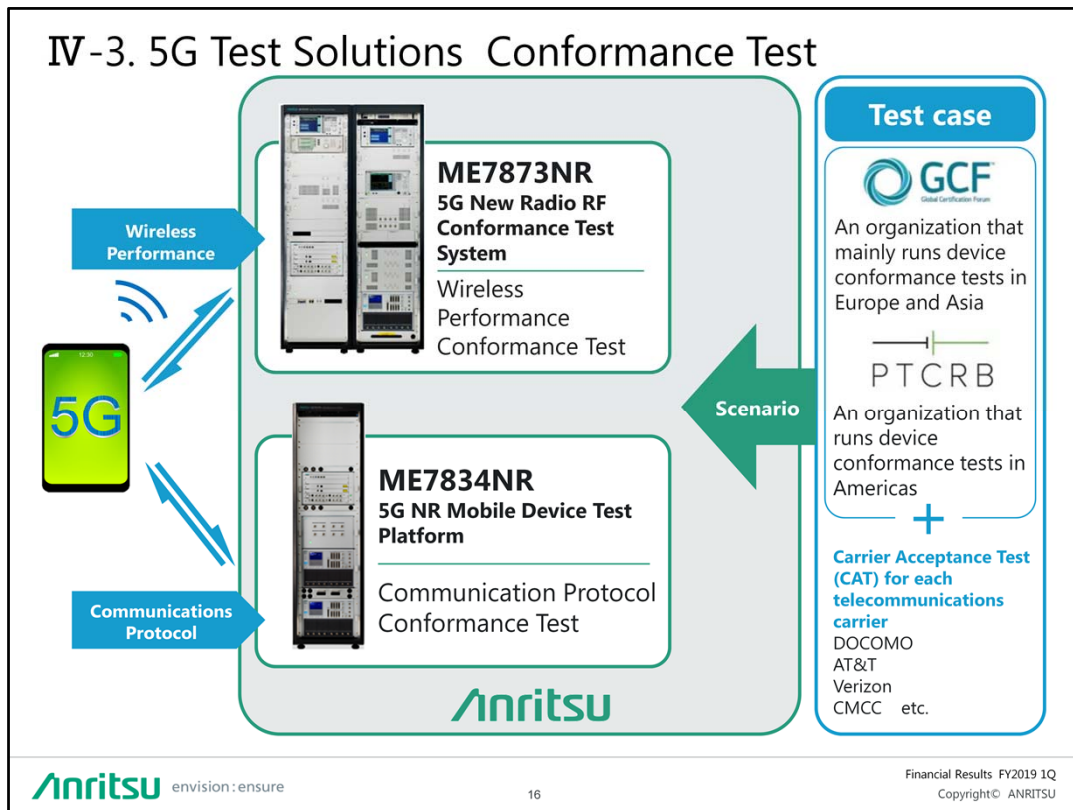 Ⅳ-3. 5G Test Solutions Conformance Test
Wireless
Performance
12:30
5G
Communications
Protocol
ME7873NR
5G New Radio RF
Conformance Test
System
Wireless
Performance
Conformance Test
ME7834NR
5G NR Mobile Device Test
Platform
Communication Protocol
Conformance Test
Anritsu
Scenario
Test case
GCF™
Global Certification Forum
An organization that
mainly runs device
conformance tests in
Europe and Asia
PTCRB
An organization that
runs device
conformance tests in
Americas
+
Carrier Acceptance Test
(CAT) for each
telecommunications
carrier
DOCOMO
AT&T
Verizon
CMCC etc.
Anritsu envision : ensure
16
Financial Results FY2019 1Q
Copyright© ANRITSU